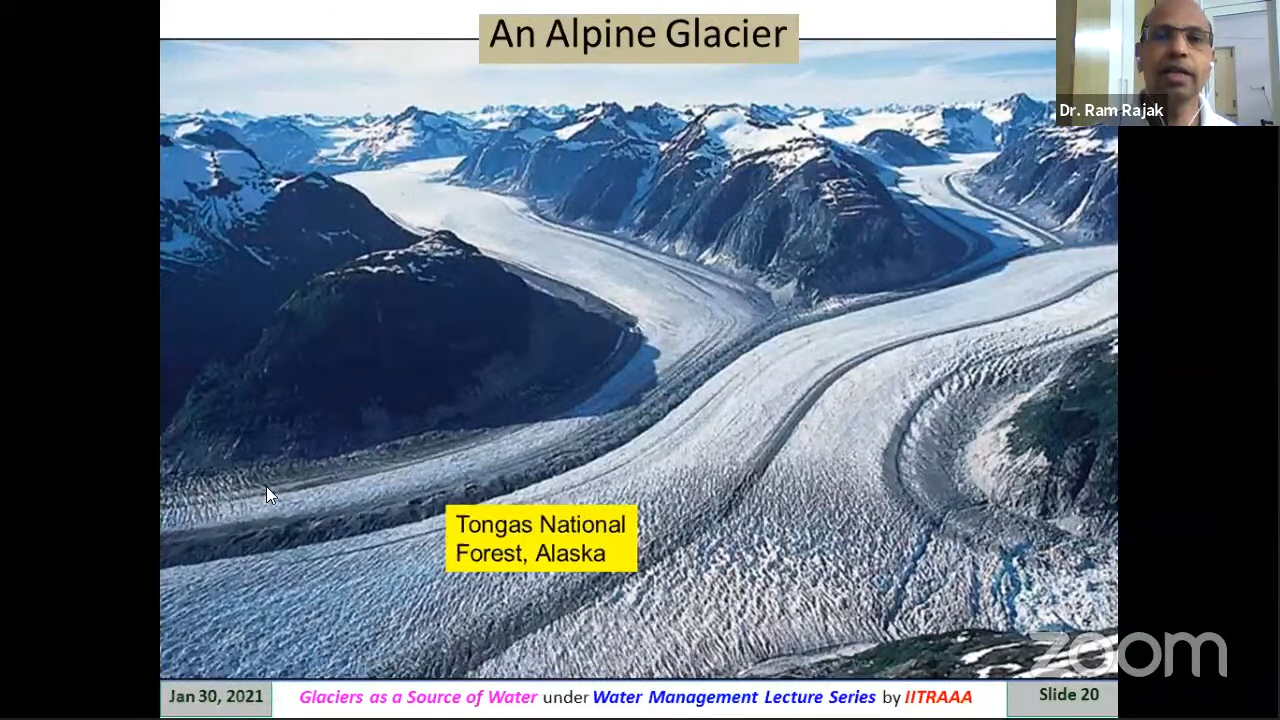 An Alpine Glacier
Dr. Ram Rajak
Tongas National
Forest, Alaska
zoom
Jan 30, 2021
Glaciers as a Source of Water under Water Management Lecture Series by IITRAAA
Slide 20